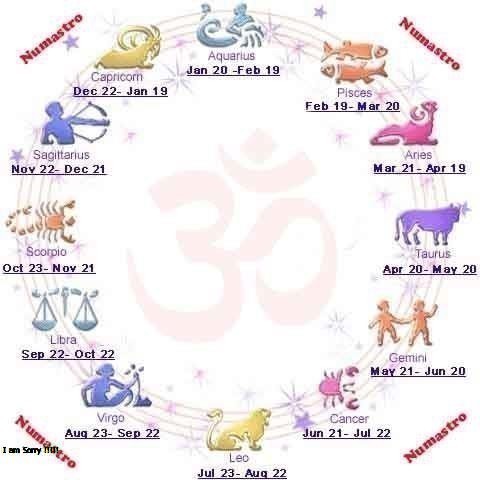 Numastro
Numastro
Aquarius
Jan 20 -Feb 19
Capricorn
Dec 22- Jan 19
Pisces
Feb 19- Mar 20
Sagittarius
Nov 22- Dec 21
Aries
Mar 21- Apr 19
Scorpio
Oct 23- Nov 21
Taurus
Apr 20- May 20
Libra
Sep 22- Oct 22
Gemini
May 21- Jun 20
Virgo
Aug 23- Sep 22
Cancer
Jun 21- Jul 22
Leo
Jul 23- Aug 22
Numastro
Numastro
I am Sorry
ॐ